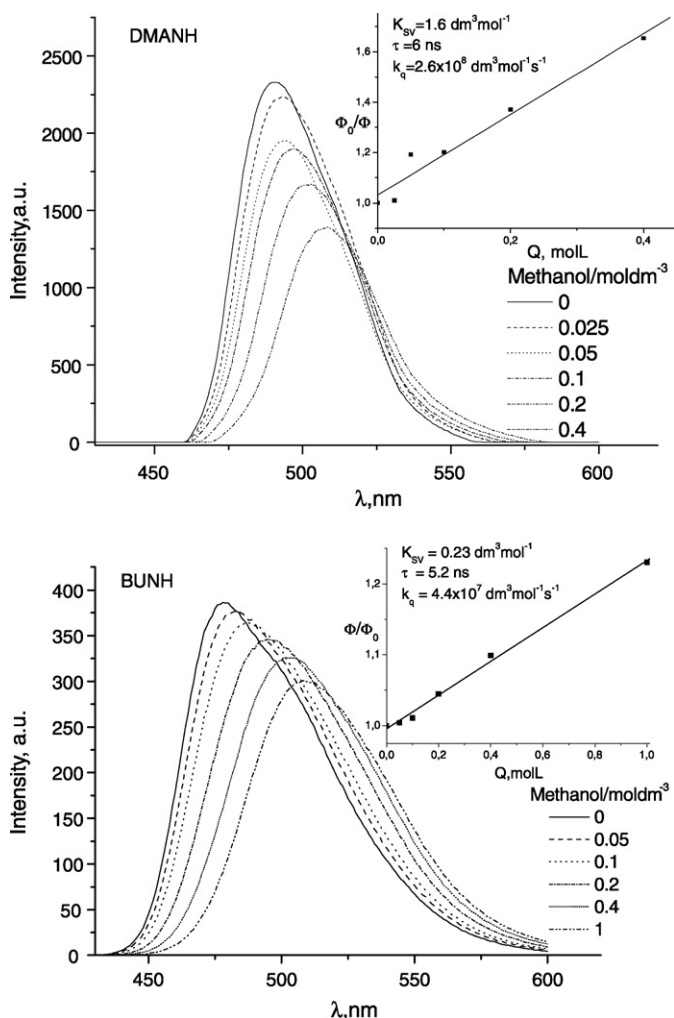 DMANH
K_SV=1.6 dm³mol⁻¹
τ =6 ns
k_q=2.6x10⁸ dm³mol⁻¹s⁻¹
1,6
1,4
Φ₀/Φ
1,2
1,0
0,0 0,2 0,4
Q, molL
Intensity,a.u.
2500
2000
1500
1000
500
0
450 500 550 600
λ,nm
Methanol/moldm⁻³
0
0.025
0.05
0.1
0.2
0.4
BUNH
K_SV = 0.23 dm³mol⁻¹
τ = 5.2 ns
k_q = 4.4x10⁷ dm³mol⁻¹s⁻¹
1,2
Φ/Φ₀
1,1
1,0
0,0 0,2 0,4 0,6 0,8 1,0
Q,molL
Intensity, a.u.
400
350
300
250
200
150
100
50
0
450 500 550 600
λ,nm
Methanol/moldm⁻³
0
0.05
0.1
0.2
0.4
1